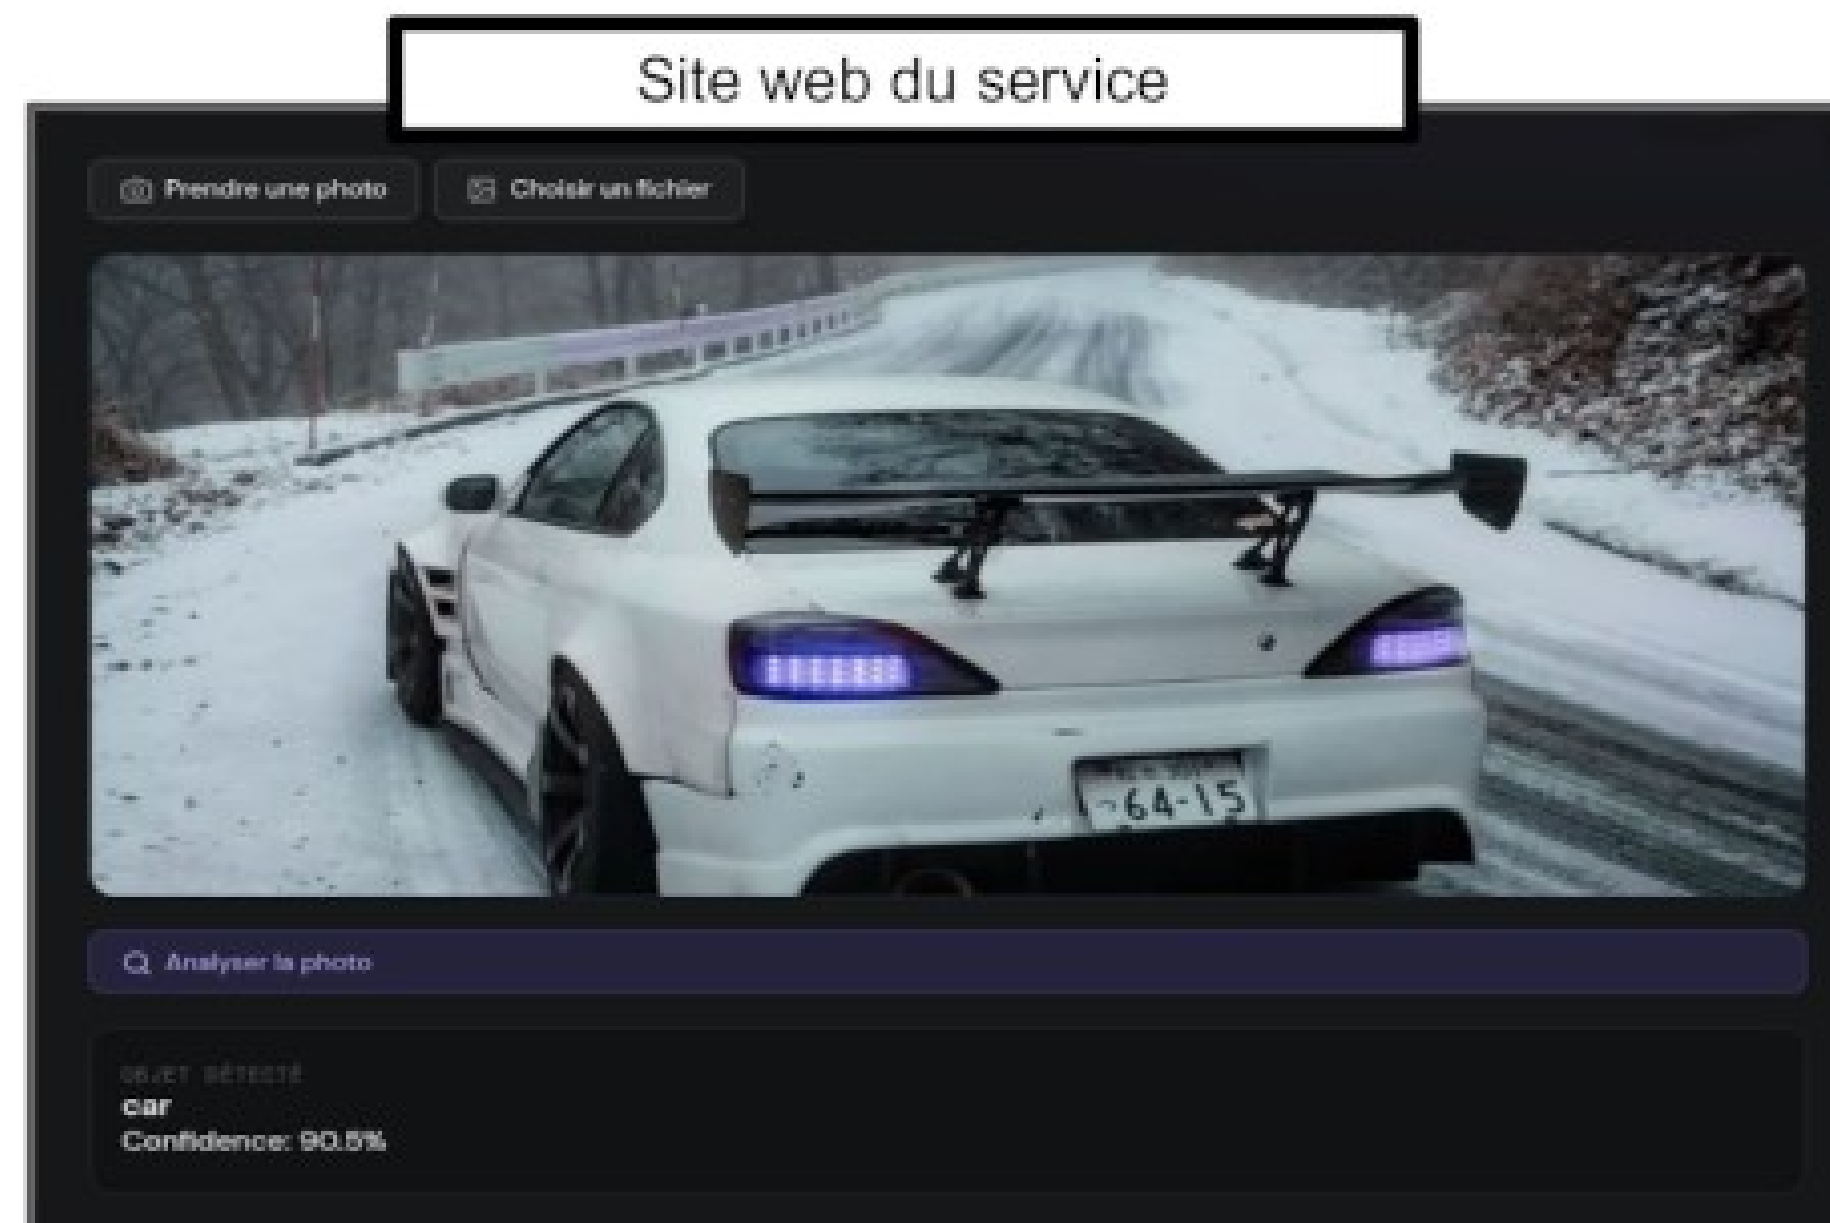 Site web du service
Prendre une photo
Choisir un fichier
64-15
Analyser la photo
OBJET DÉTECTÉ
car
Confidence: 90.5%